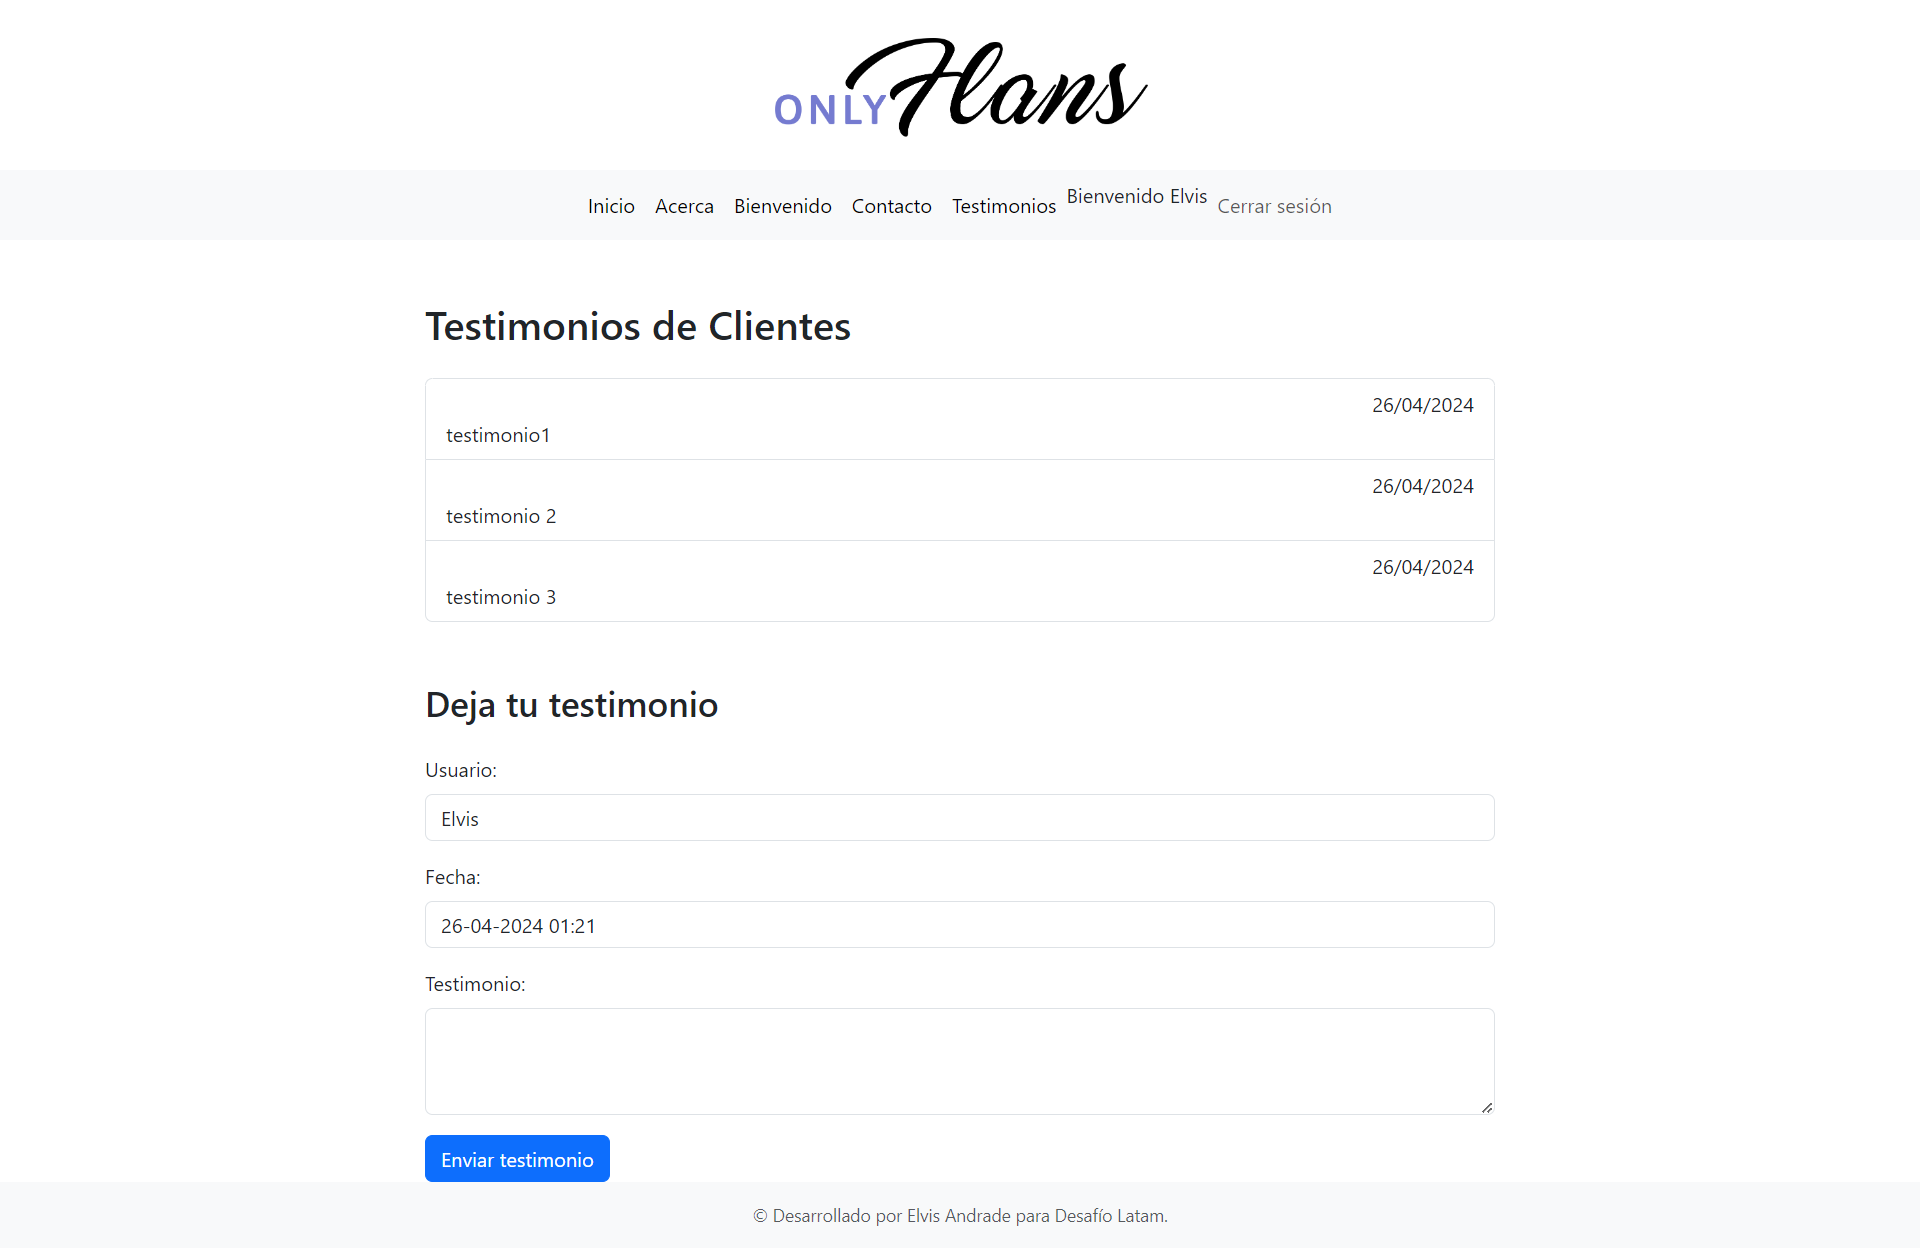 ONLY Flans
Inicio Acerca Bienvenido Contacto Testimonios Bienvenido Elvis Cerrar sesión
Testimonios de Clientes
26/04/2024
testimonio1
26/04/2024
testimonio 2
26/04/2024
testimonio 3
Deja tu testimonio
Usuario:
Elvis
Fecha:
26-04-2024 01:21
Testimonio:
Enviar testimonio
© Desarrollado por Elvis Andrade para Desafío Latam.